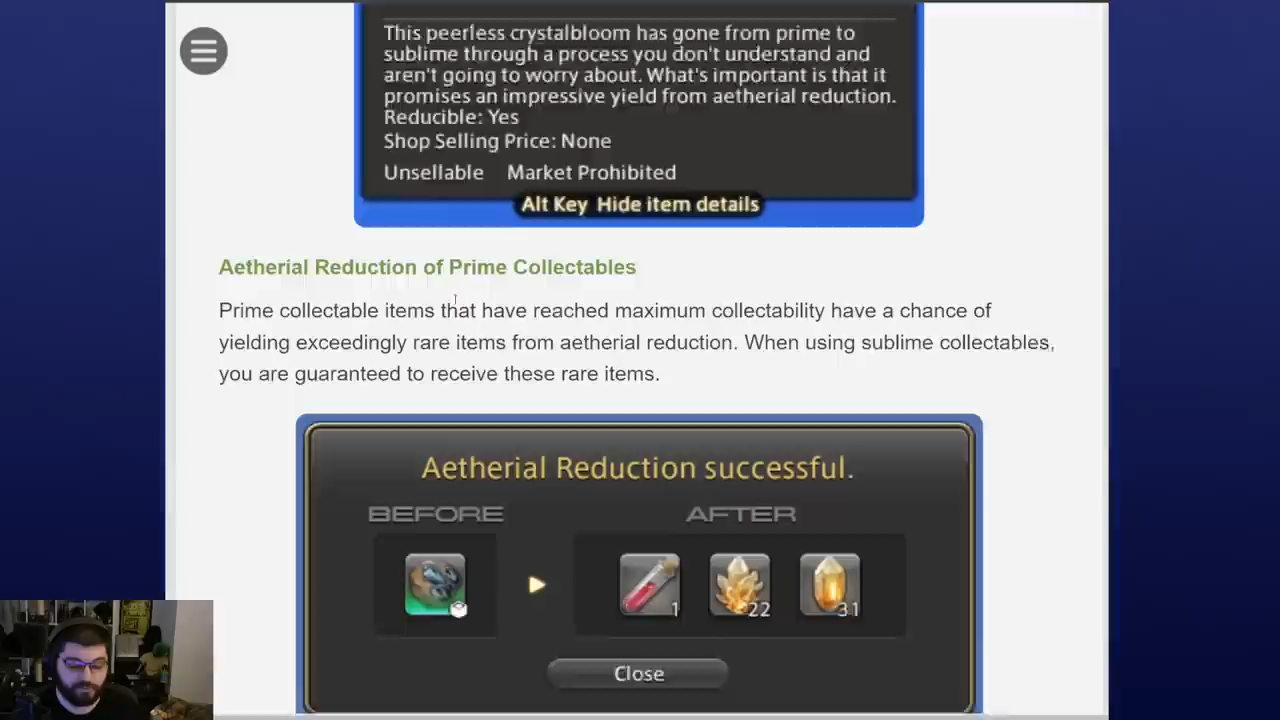 This peerless crystalbloom has gone from prime to
sublime through a process you don't understand and
aren't going to worry about. What's important is that it
promises an impressive yield from aetherial reduction.
Reducible: Yes
Shop Selling Price: None
Unsellable Market Prohibited
Alt Key Hide item details
Aetherial Reduction of Prime Collectables
Prime collectable items that have reached maximum collectability have a chance of
yielding exceedingly rare items from aetherial reduction. When using sublime collectables,
you are guaranteed to receive these rare items.
Aetherial Reduction successful.
BEFORE AFTER
1 22 31
Close